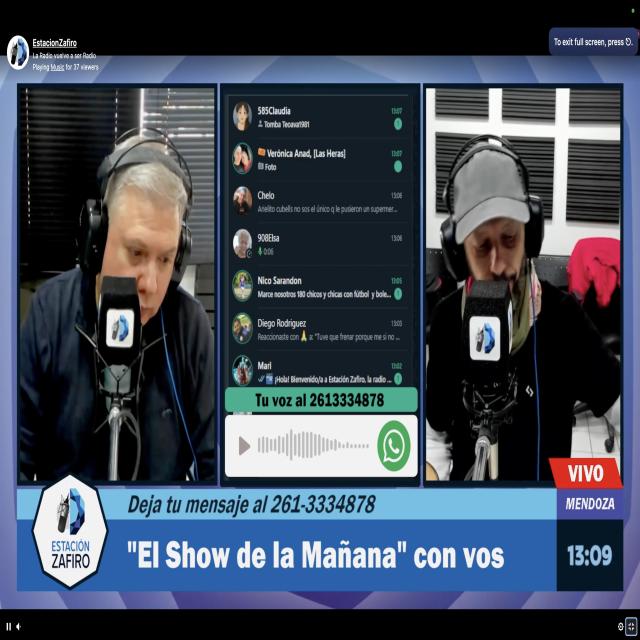 EstacionZafiro
La Radio vuelve a ser Radio
Playing Music for 37 viewers
To exit full screen, press
585Claudia
13:07
Tomba Teoava1981
1
Verónica Anad, [Las Heras]
13:07
Foto
Chelo
13:06
Arielito cubells no sos el único q le pusieron un supermer...
908Elsa
13:06
0:06
Nico Sarandon
13:05
Marce nosotros 180 chicos y chicas con fútbol y bole...
1
Diego Rodriguez
13:03
Reaccionaste con 🙏 a: "Tuve que frenar porque me si no ...
Mari
13:02
¡Hola! Bienvenido/a a Estación Zafiro, la radio ...
1
Tu voz al 2613334878
VIVO
Deja tu mensaje al 261-3334878
MENDOZA
ESTACIÓN
ZAFIRO
"El Show de la Mañana" con vos
13:09